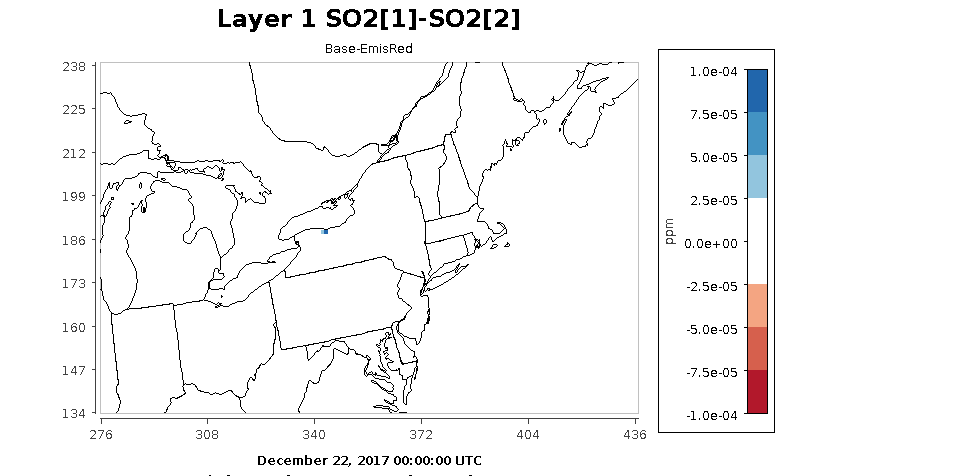 Layer 1 SO2[1]-SO2[2]
Base-EmisRed
238
225
212
199
186
173
160
147
134
276 308 340 372 404 436
December 22, 2017 00:00:00 UTC
ppm
1.0e-04
7.5e-05
5.0e-05
2.5e-05
0.0e+00
-2.5e-05
-5.0e-05
-7.5e-05
-1.0e-04